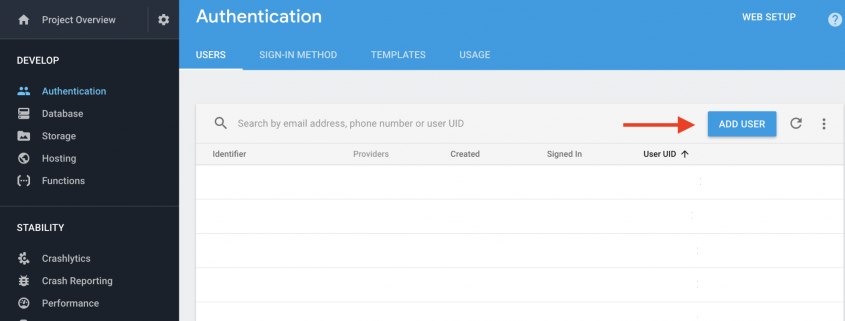 Project Overview
DEVELOP
Authentication
Database
Storage
Hosting
Functions
STABILITY
Crashlytics
Crash Reporting
Performance
Authentication
WEB SETUP
USERS SIGN-IN METHOD TEMPLATES USAGE
Search by email address, phone number or user UID
ADD USER
Identifier Providers Created Signed In User UID